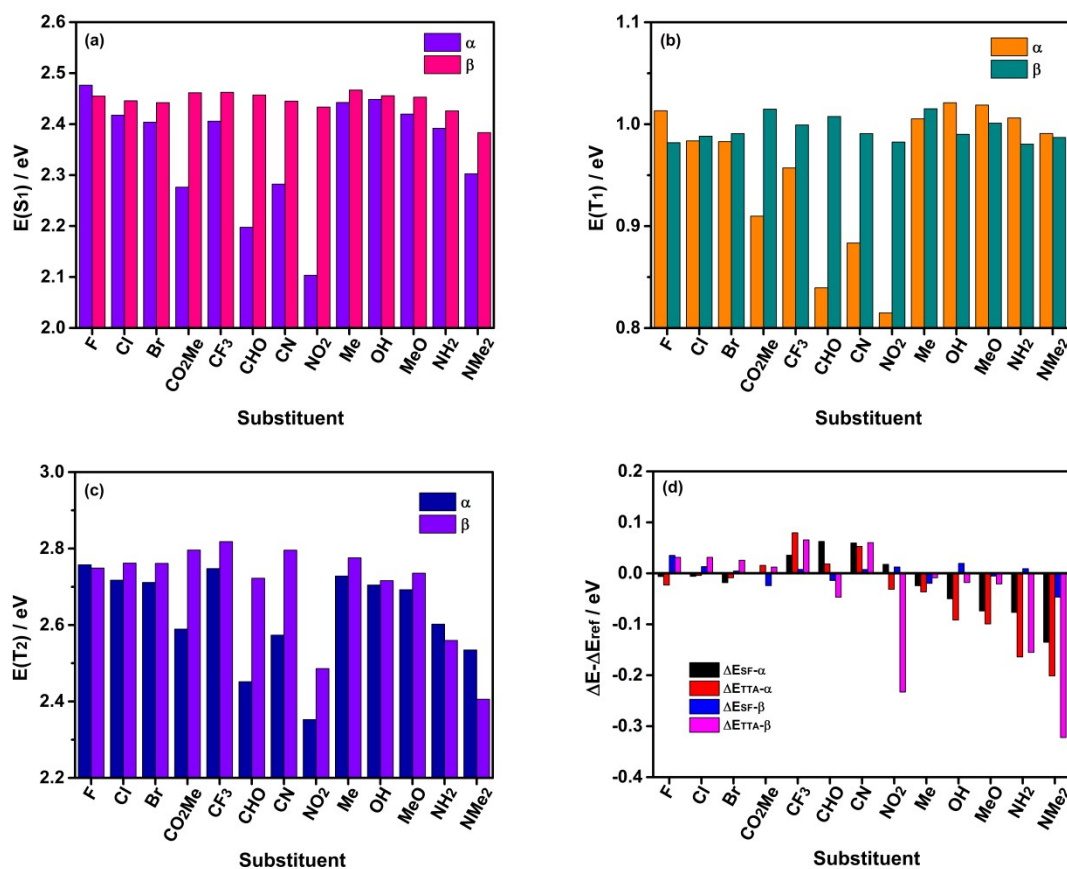 (a)
α
β
2.6
2.5
2.4
2.3
2.2
2.1
2.0
E(S1) / eV
F
Cl
Br
CO2Me
CF3
CHO
CN
NO2
Me
OH
MeO
NH2
NMe2
Substituent
(b)
α
β
1.1
1.0
0.9
0.8
E(T1) / eV
F
Cl
Br
CO2Me
CF3
CHO
CN
NO2
Me
OH
MeO
NH2
NMe2
Substituent
(c)
α
β
3.0
2.8
2.6
2.4
2.2
E(T2) / eV
F
Cl
Br
CO2Me
CF3
CHO
CN
NO2
Me
OH
MeO
NH2
NMe2
Substituent
(d)
0.2
0.1
0.0
-0.1
-0.2
-0.3
-0.4
ΔE-ΔEref / eV
ΔESF-α
ΔETTA-α
ΔESF-β
ΔETTA-β
F
Cl
Br
CO2Me
CF3
CHO
CN
NO2
Me
OH
MeO
NH2
NMe2
Substituent